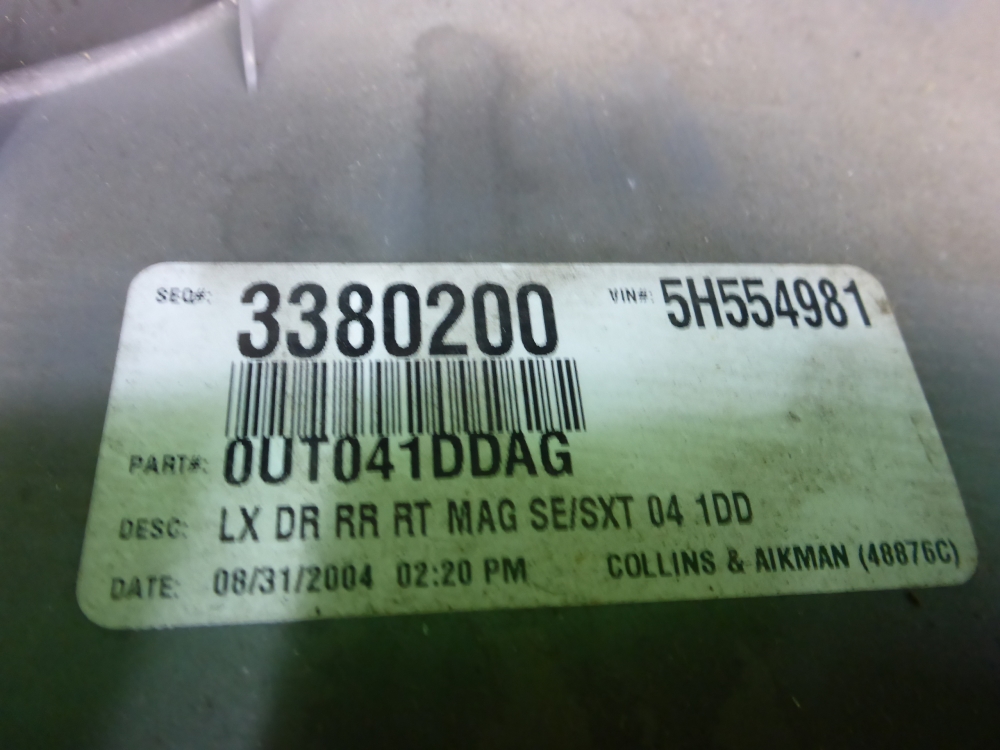 SEQ#: 3380200 VIN#: 5H554981
PART#: 0UT041DDAG
DESC: LX DR RR RT MAG SE/SXT 04 1DD
DATE: 08/31/2004 02:20 PM COLLINS & AIKMAN (48876C)